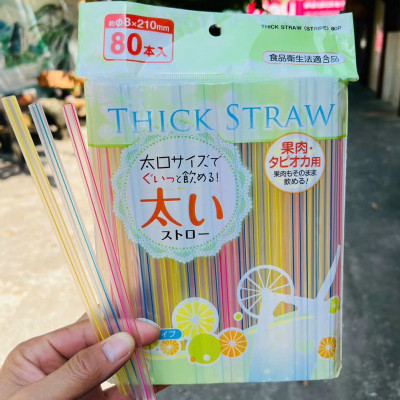 約Φ8×210mm
80本入
THICK STRAW (STRIPE) 80P
食品衛生法適合品
THICK STRAW
太口サイズで
ぐいっと飲める!
太い
ストロー
果肉・
タピオカ用
果肉もそのまま
飲める!
イプ